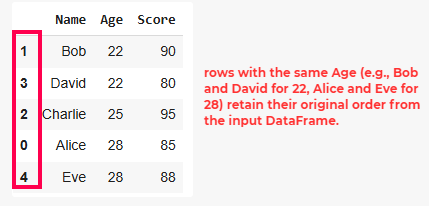 Name Age Score
1 Bob 22 90
3 David 22 80
2 Charlie 25 95
0 Alice 28 85
4 Eve 28 88
rows with the same Age (e.g., Bob
and David for 22, Alice and Eve for
28) retain their original order from
the input DataFrame.